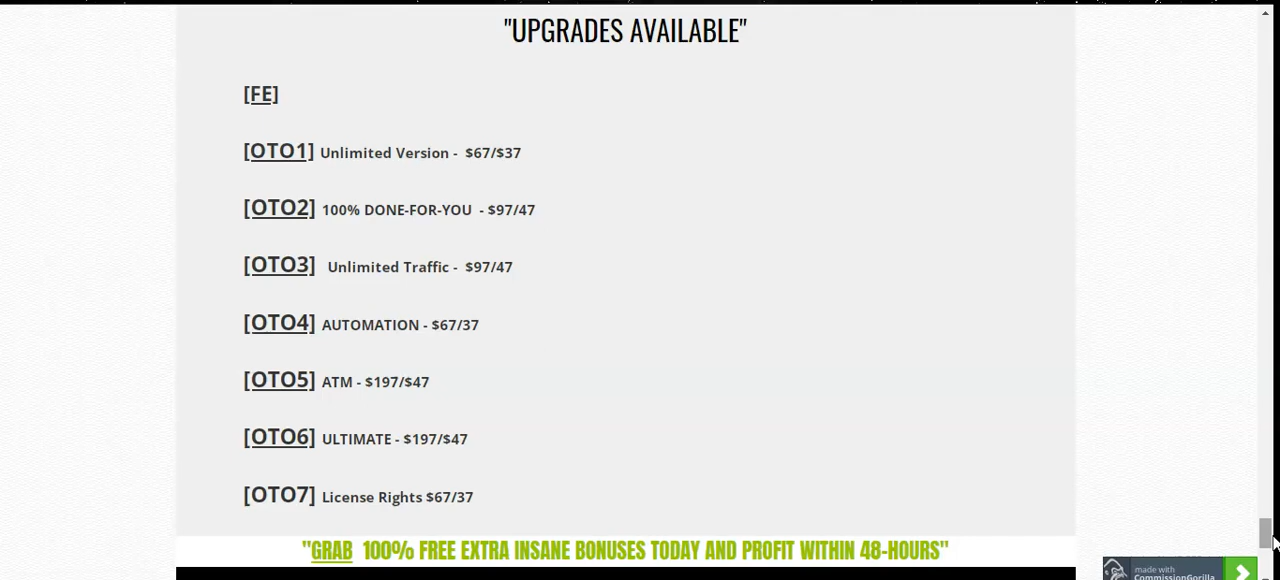 "UPGRADES AVAILABLE"
[FE]
[OTO1] Unlimited Version - $67/$37
[OTO2] 100% DONE-FOR-YOU - $97/47
[OTO3] Unlimited Traffic - $97/47
[OTO4] AUTOMATION - $67/37
[OTO5] ATM - $197/$47
[OTO6] ULTIMATE - $197/$47
[OTO7] License Rights $67/37
"GRAB 100% FREE EXTRA INSANE BONUSES TODAY AND PROFIT WITHIN 48-HOURS"
made with
CommissionGorilla